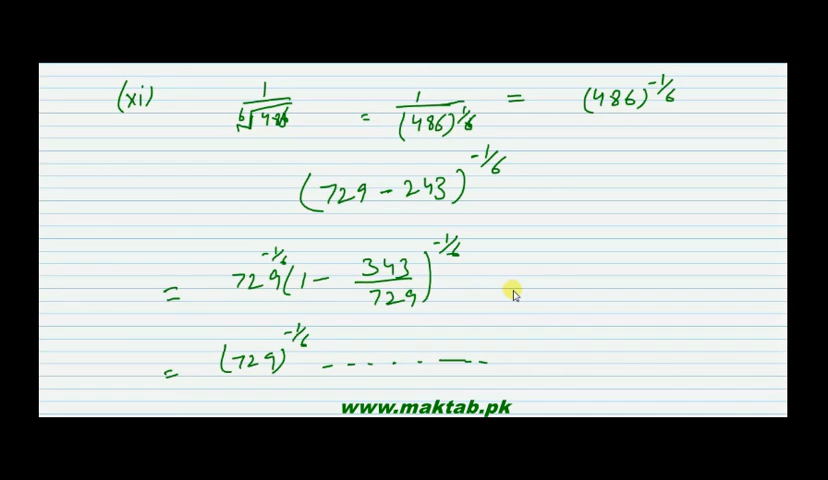 (xi) 1/⁶√486 = 1/(486)^1/6 = (486)^-1/6
(729 - 243)^-1/6
= 729^-1/6 (1 - 343/729)^-1/6
= (729)^-1/6 - - - . . - - -
www.maktab.pk